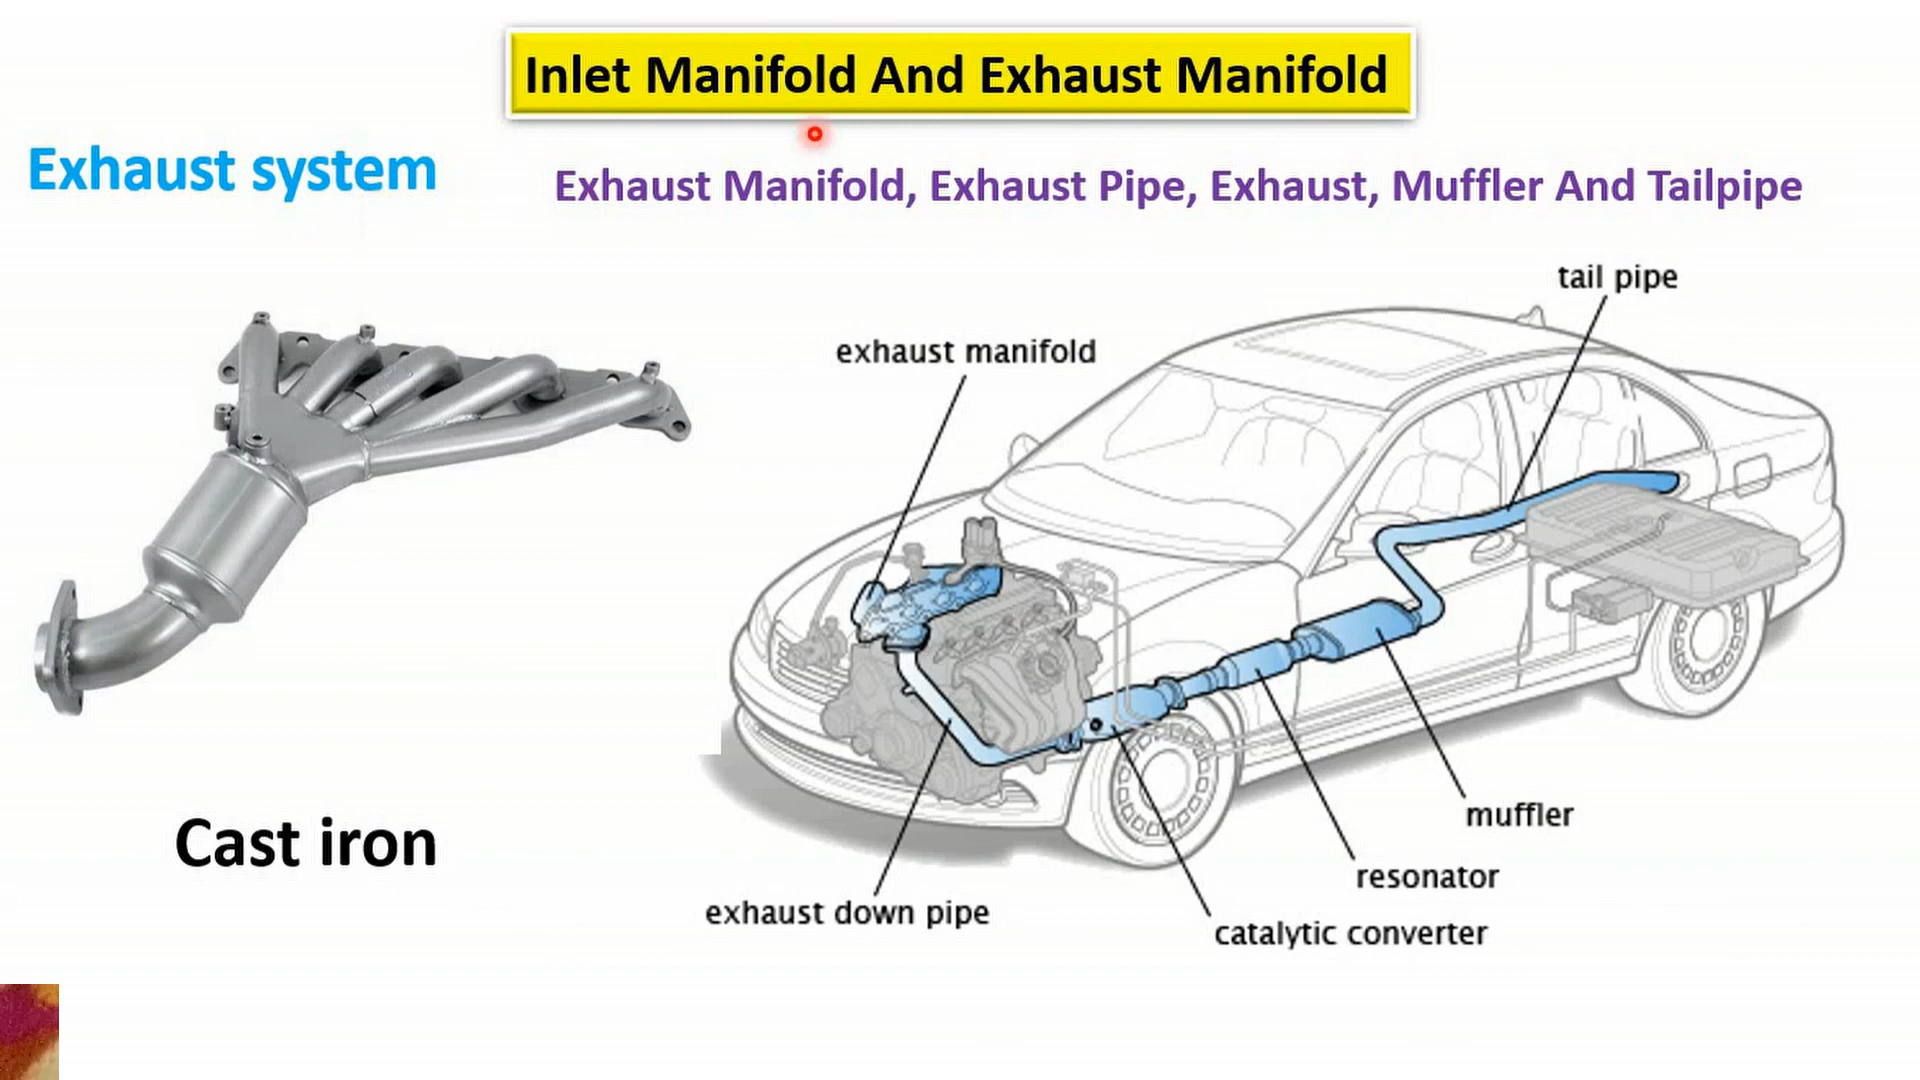 Inlet Manifold And Exhaust Manifold
Exhaust system
Exhaust Manifold, Exhaust Pipe, Exhaust, Muffler And Tailpipe
tail pipe
exhaust manifold
muffler
Cast iron
resonator
exhaust down pipe
catalytic converter